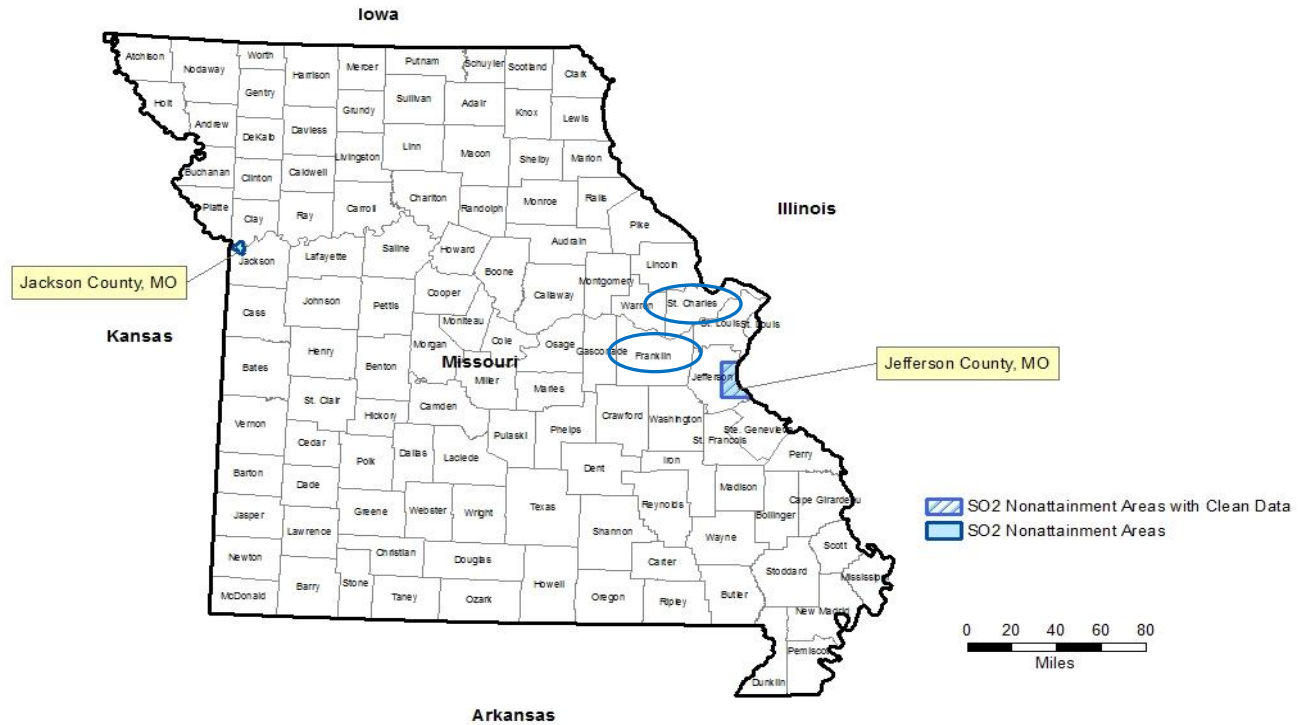 Iowa
Atchison
Nodaway
Worth
Harrison
Mercer
Putnam
Schuyler
Scotland
Clark
Holt
Gentry
Grundy
Sullivan
Adair
Knox
Lewis
Andrew
DeKalb
Daviess
Livingston
Linn
Macon
Shelby
Marion
Buchanan
Clinton
Caldwell
Chariton
Randolph
Monroe
Ralls
Platte
Clay
Ray
Carroll
Pike
Illinois
Jackson County, MO
Jackson
Lafayette
Saline
Howard
Boone
Audrain
Montgomery
Lincoln
Kansas
Cass
Johnson
Pettis
Cooper
Moniteau
Callaway
Warren
St. Charles
St. Louis
St. Louis
Bates
Henry
Benton
Morgan
Missouri
Cole
Osage
Gasconade
Franklin
Jefferson
Jefferson County, MO
Miller
Maries
Vernon
St. Clair
Hickory
Camden
Pulaski
Phelps
Crawford
Washington
St. Francois
Ste. Genevieve
Perry
Barton
Cedar
Polk
Dallas
Laclede
Dent
Iron
Madison
Cape Girardeau
Bollinger
Jasper
Dade
Greene
Webster
Wright
Texas
Shannon
Reynolds
Wayne
Scott
SO2 Nonattainment Areas with Clean Data
SO2 Nonattainment Areas
Newton
Lawrence
Christian
Douglas
Howell
Carter
Stoddard
Mississippi
McDonald
Barry
Stone
Taney
Ozark
Oregon
Ripley
Butler
New Madrid
Dunklin
Pemiscot
0 20 40 60 80
Miles
Arkansas